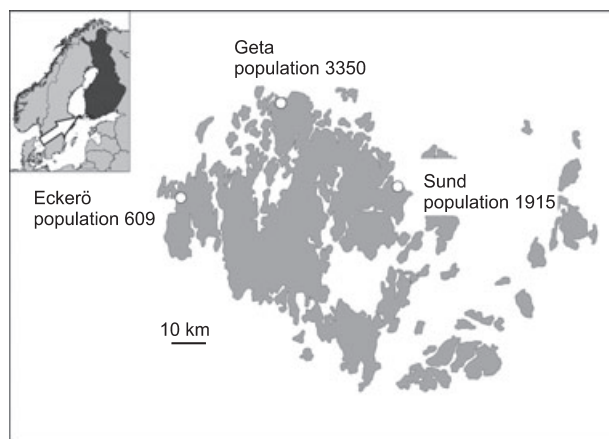 Geta
population 3350
Eckerö
population 609
Sund
population 1915
10 km